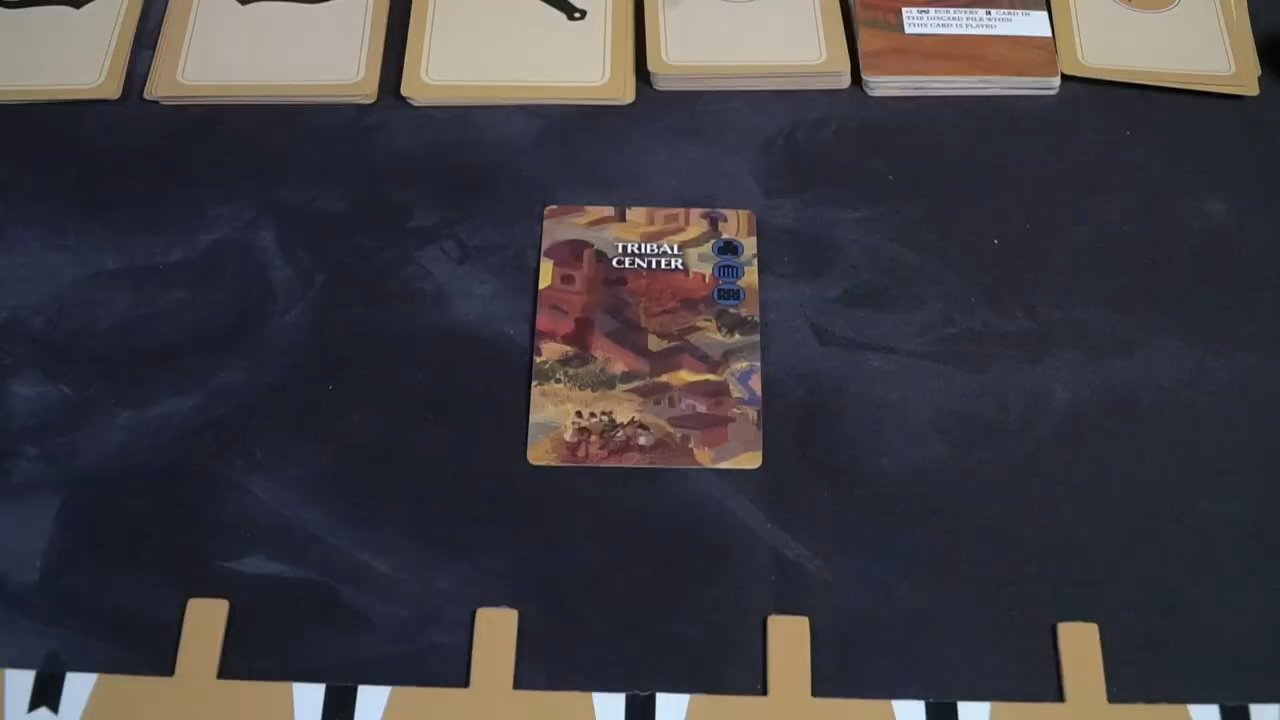 FOR EVERY CARD IN
THE DISCARD PILE WHEN
THIS CARD IS PLAYED
TRIBAL
CENTER